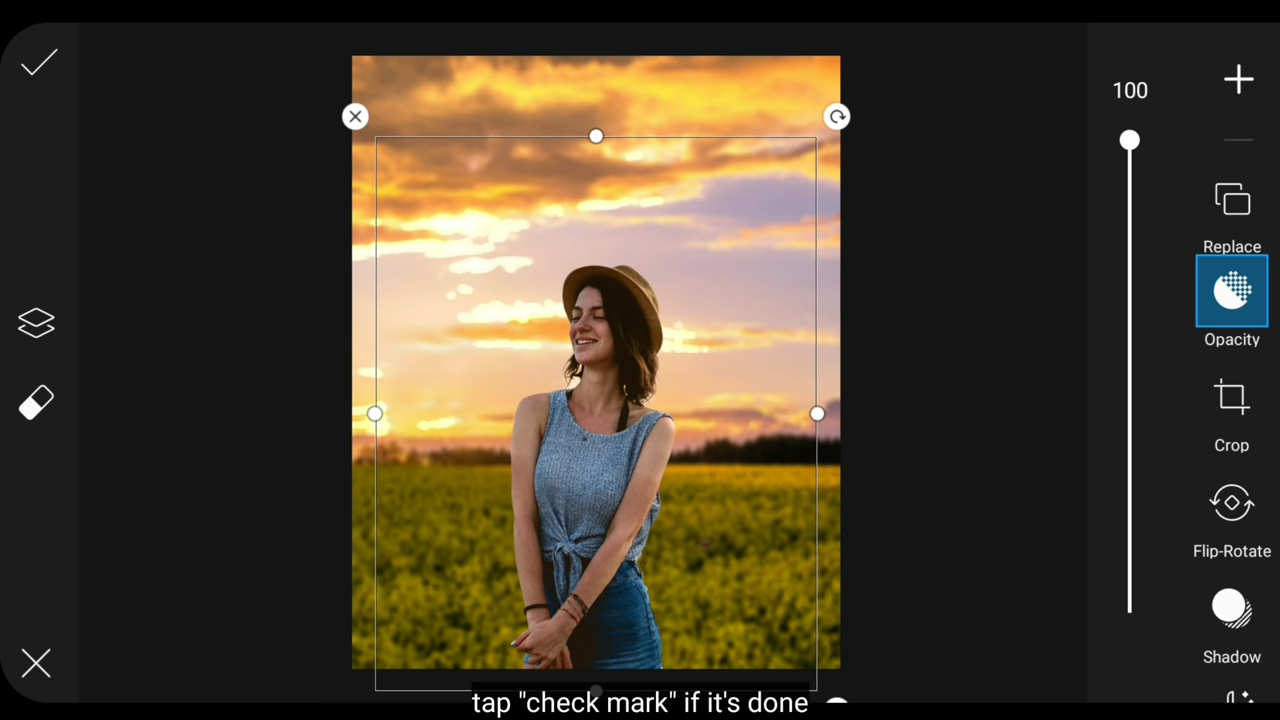 100
Replace
Opacity
Crop
Flip-Rotate
Shadow
tap "check mark" if it's done